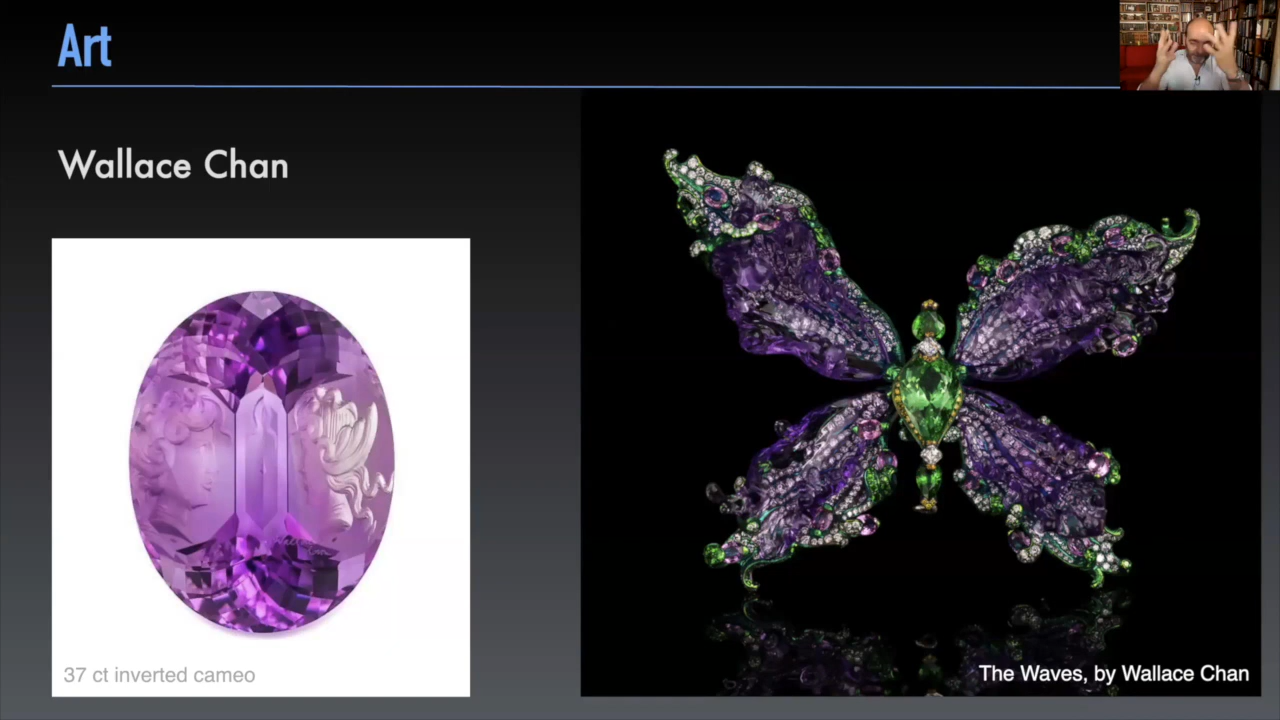 Art
Wallace Chan
37 ct inverted cameo
The Waves, by Wallace Chan